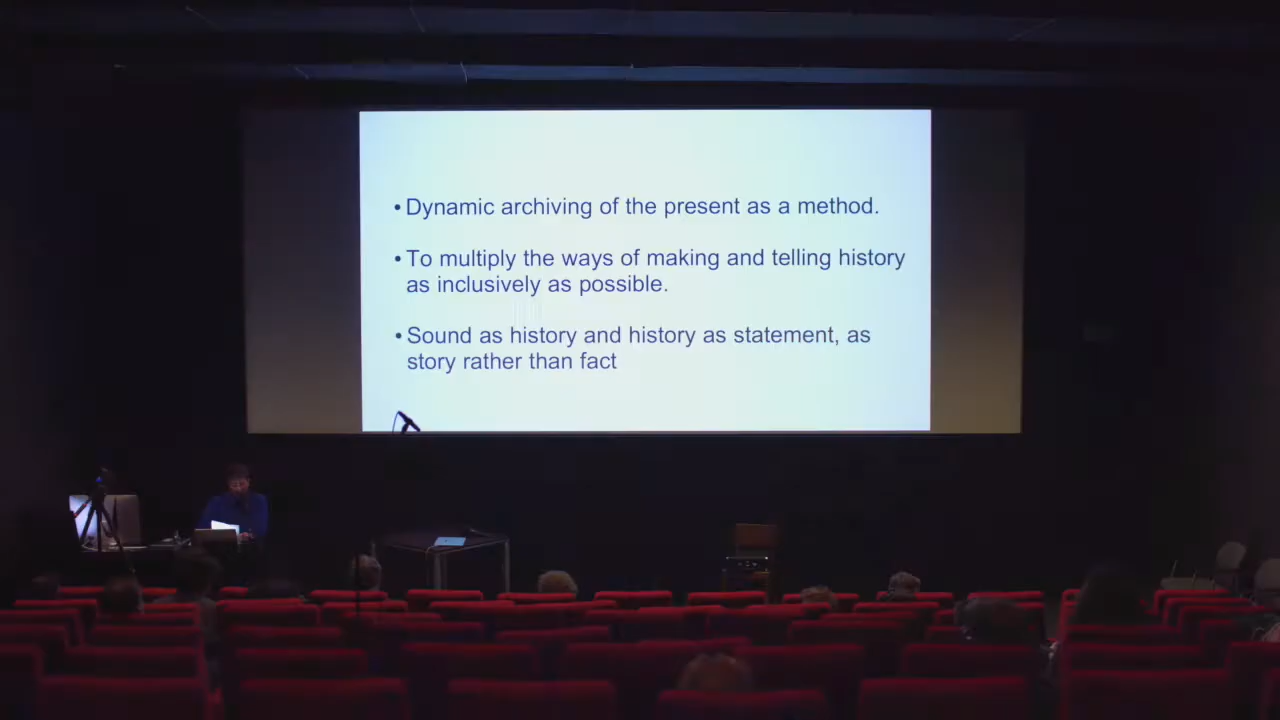 • Dynamic archiving of the present as a method.
• To multiply the ways of making and telling history
as inclusively as possible.
• Sound as history and history as statement, as
story rather than fact